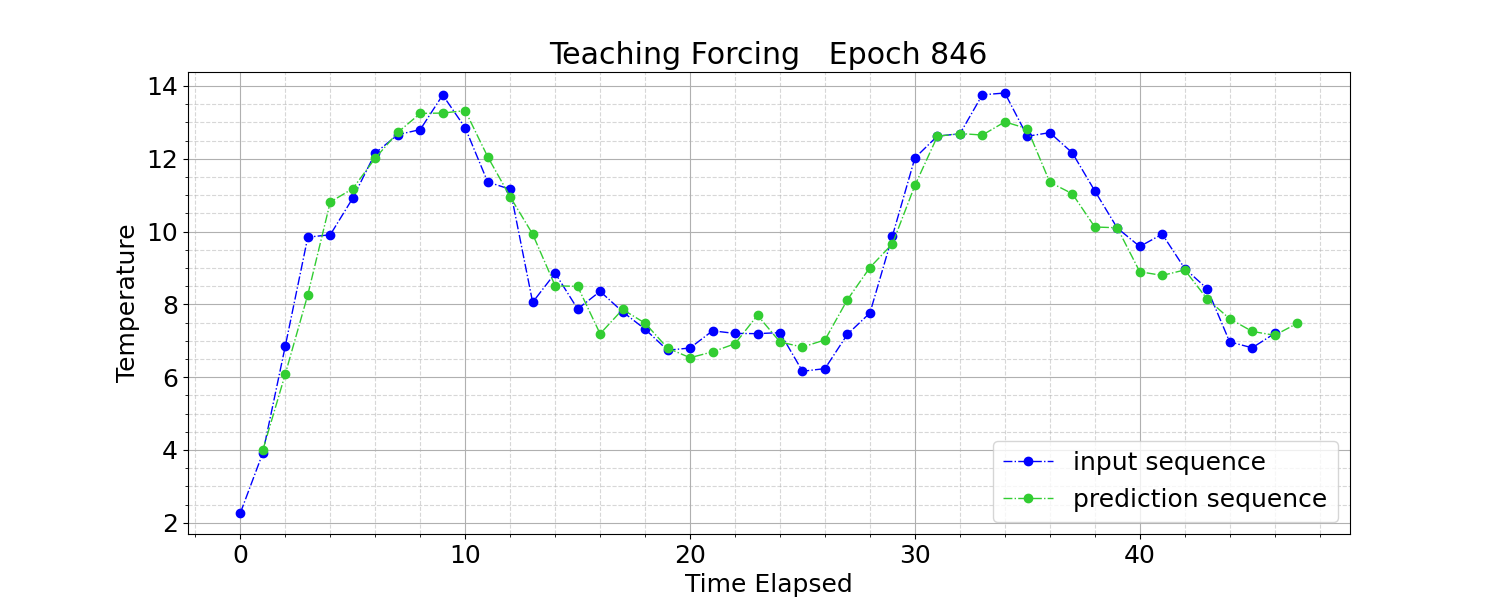 Teaching Forcing   Epoch 846
14
12
10
8
6
4
2
Temperature
input sequence
prediction sequence
0 10 20 30 40
Time Elapsed